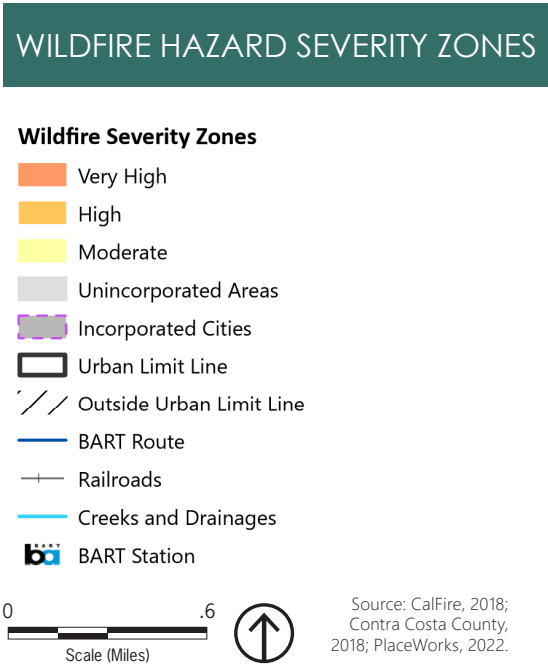 WILDFIRE HAZARD SEVERITY ZONES
Wildfire Severity Zones
Very High
High
Moderate
Unincorporated Areas
Incorporated Cities
Urban Limit Line
Outside Urban Limit Line
BART Route
Railroads
Creeks and Drainages
BART
ba
BART Station
0 .6
Scale (Miles)
Source: CalFire, 2018;
Contra Costa County,
2018; PlaceWorks, 2022.